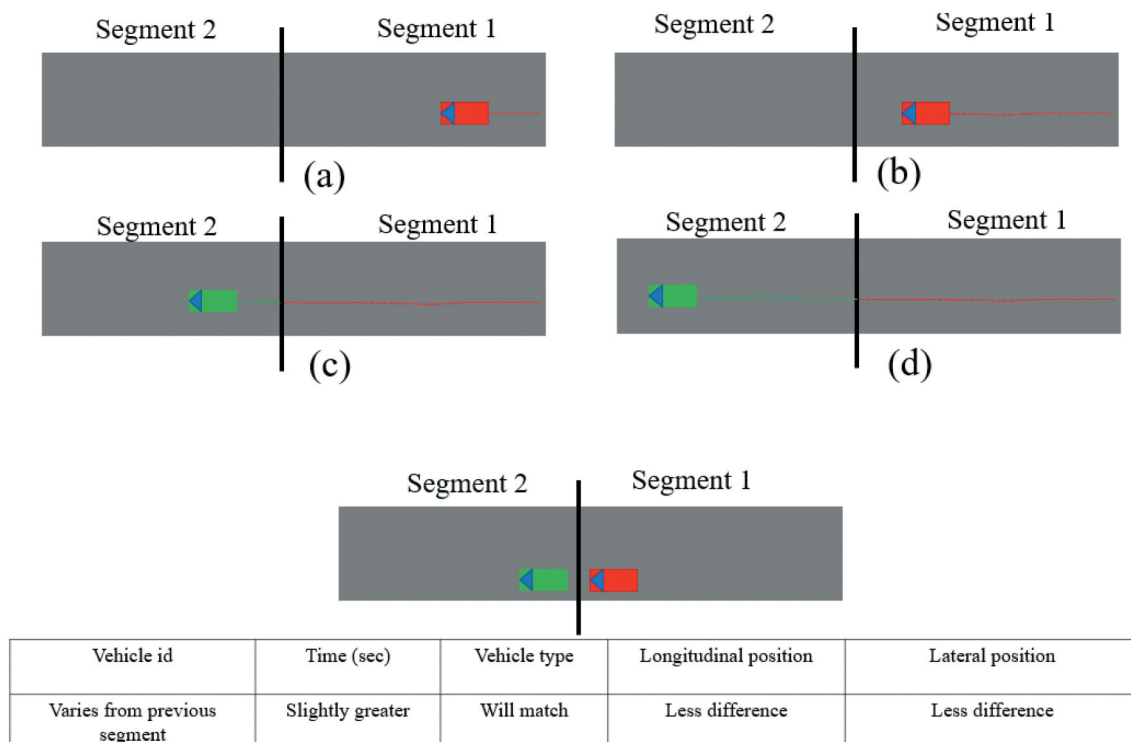 Segment 2 Segment 1
(a)
Segment 2 Segment 1
(b)
Segment 2 Segment 1
(c)
Segment 2 Segment 1
(d)
Segment 2 Segment 1
Vehicle id Time (sec) Vehicle type Longitudinal position Lateral position
Varies from previous
segment
Slightly greater Will match Less difference Less difference